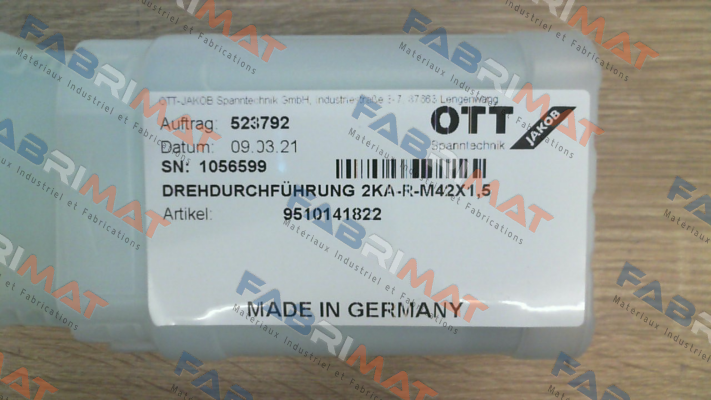 OTT-JAKOB Spanntechnik GmbH, Industriestraße 3-7, 87663 Lengenwang
Auftrag: 523792
Datum: 09.03.21
SN: 1056599
OTT
JAKOB
Spanntechnik
DREHDURCHFÜHRUNG 2KA-R-M42X1,5
Artikel: 9510141822
MADE IN GERMANY
FABRIMAT
Materiaux Industriel et Fabrications